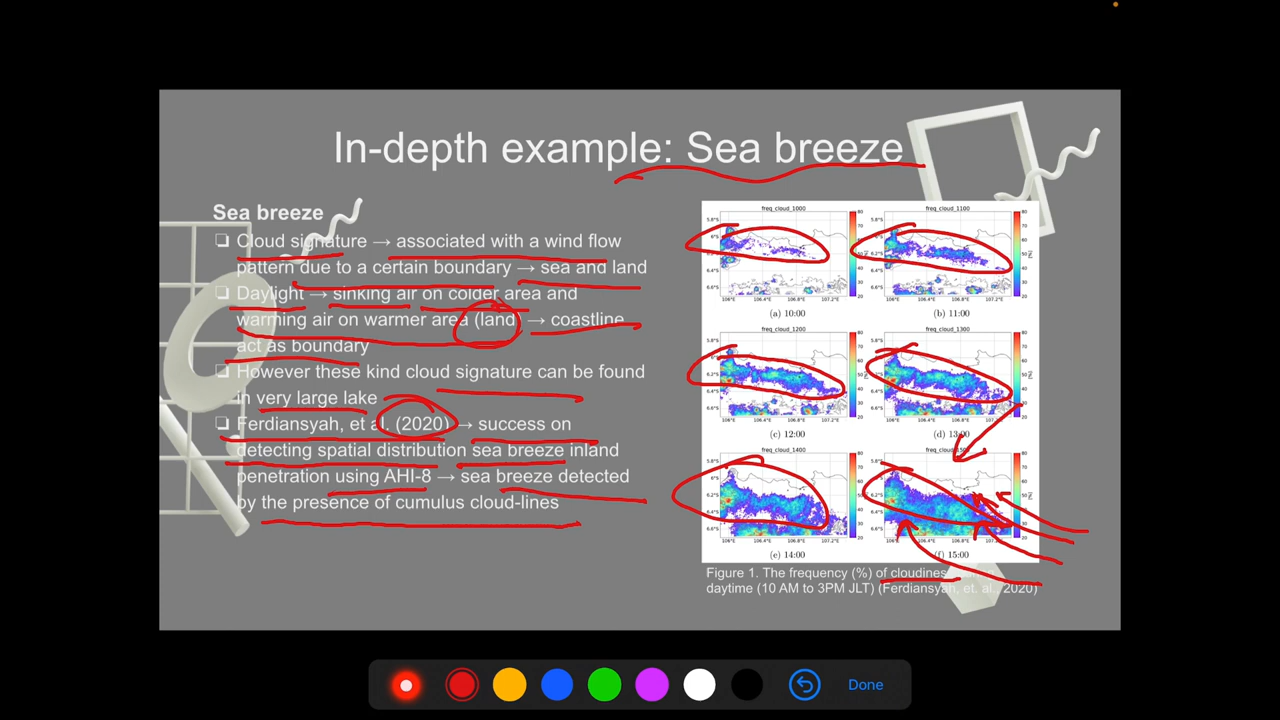 In-depth example: Sea breeze
Sea breeze
Cloud signature → associated with a wind flow
pattern due to a certain boundary → sea and land
Daylight → sinking air on colder area and
warming air on warmer area (land) → coastline
act as boundary
However these kind cloud signature can be found
in very large lake
Ferdiansyah, et al. (2020) → success on
detecting spatial distribution sea breeze inland
penetration using AHI-8 → sea breeze detected
by the presence of cumulus cloud-lines
freq_cloud_1000
freq_cloud_1100
(a) 10:00
(b) 11:00
freq_cloud_1200
freq_cloud_1300
(c) 12:00
(d) 13:00
freq_cloud_1400
(e) 14:00
(f) 15:00
Figure 1. The frequency (%) of cloudiness
daytime (10 AM to 3PM JLT) (Ferdiansyah, et. al., 2020)
Done